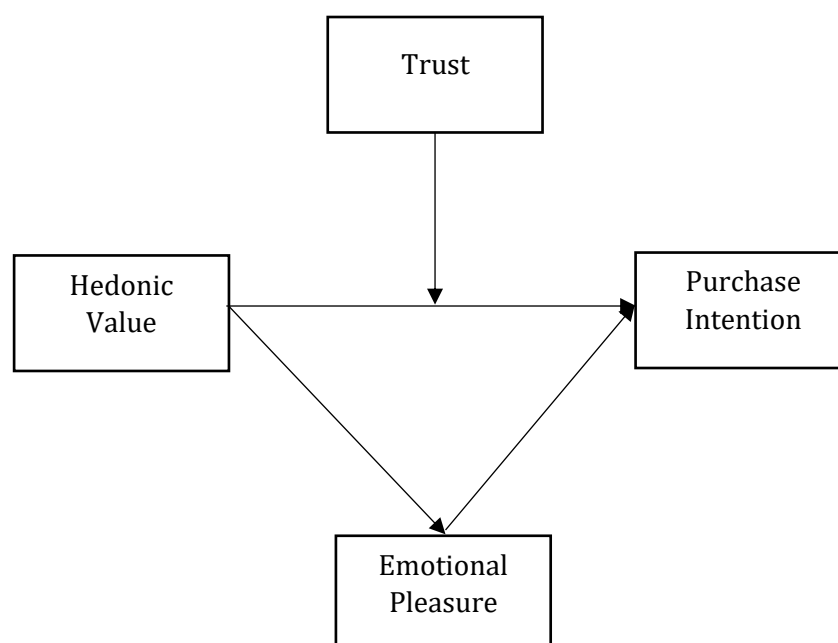 Trust
Hedonic
Value
Purchase
Intention
Emotional
Pleasure